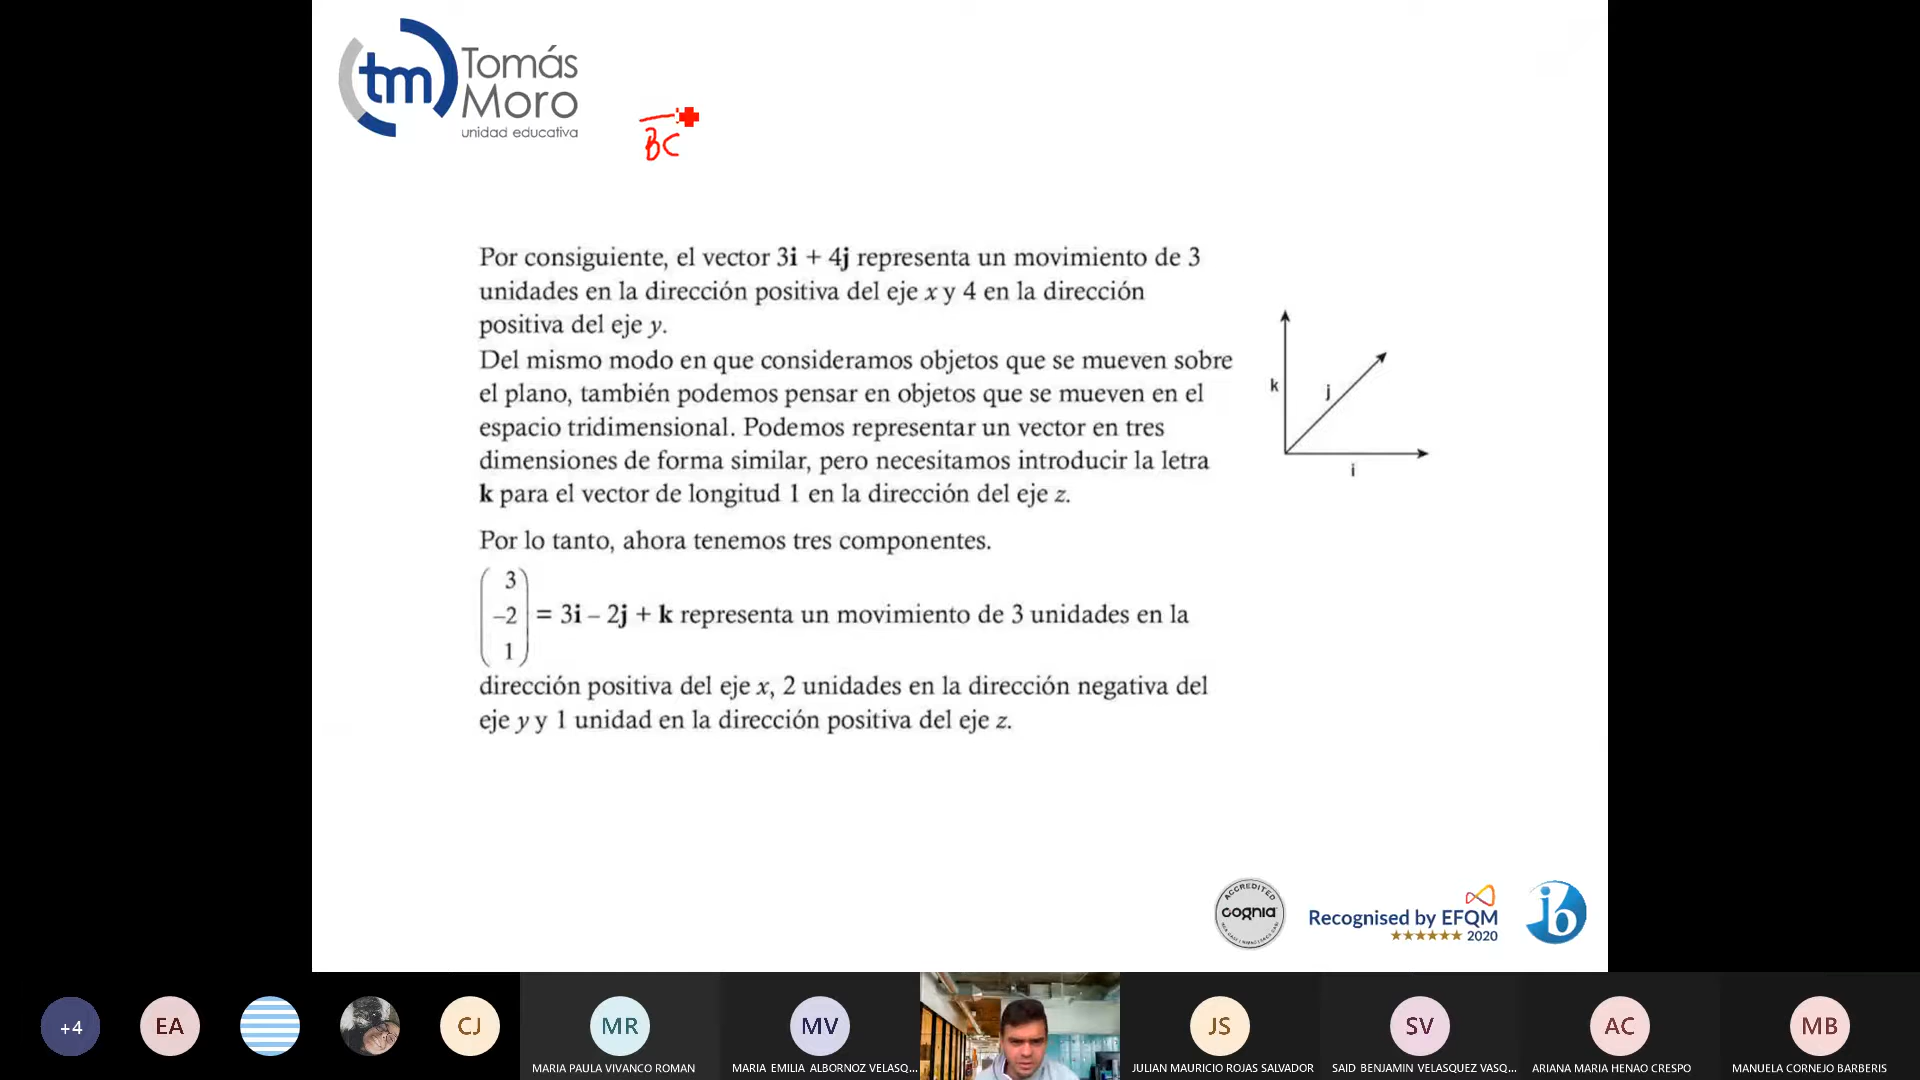 tm Tomás
Moro
unidad educativa
BC
Por consiguiente, el vector 3i + 4j representa un movimiento de 3
unidades en la dirección positiva del eje x y 4 en la dirección
positiva del eje y.
Del mismo modo en que consideramos objetos que se mueven sobre
el plano, también podemos pensar en objetos que se mueven en el
espacio tridimensional. Podemos representar un vector en tres
dimensiones de forma similar, pero necesitamos introducir la letra
k para el vector de longitud 1 en la dirección del eje z.
k
j
i
Por lo tanto, ahora tenemos tres componentes.
3
–2 = 3i – 2j + k representa un movimiento de 3 unidades en la
1
dirección positiva del eje x, 2 unidades en la dirección negativa del
eje y y 1 unidad en la dirección positiva del eje z.
ACCREDITED
cognia
Recognised by EFQM
★★★★★★ 2020
ib
+4
EA
CJ
MR
MV
JS
SV
AC
MB
MARIA PAULA VIVANCO ROMAN
MARIA EMILIA ALBORNOZ VELASQ...
JULIAN MAURICIO ROJAS SALVADOR
SAID BENJAMIN VELASQUEZ VASQ...
ARIANA MARIA HENAO CRESPO
MANUELA CORNEJO BARBERIS